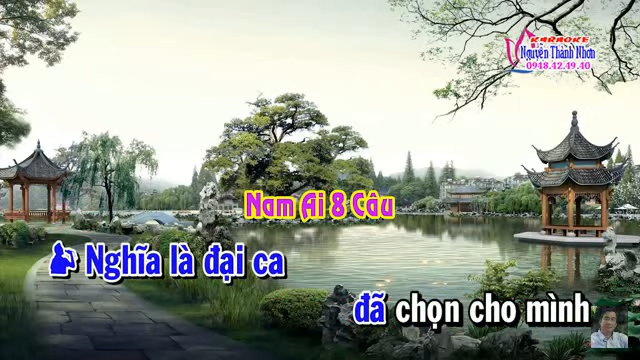 KARAOKE
Nguyễn Thành Nhơn
0948.42.49.40
Nam Ai 8 Câu
Nghĩa là đại ca
đã chọn cho mình